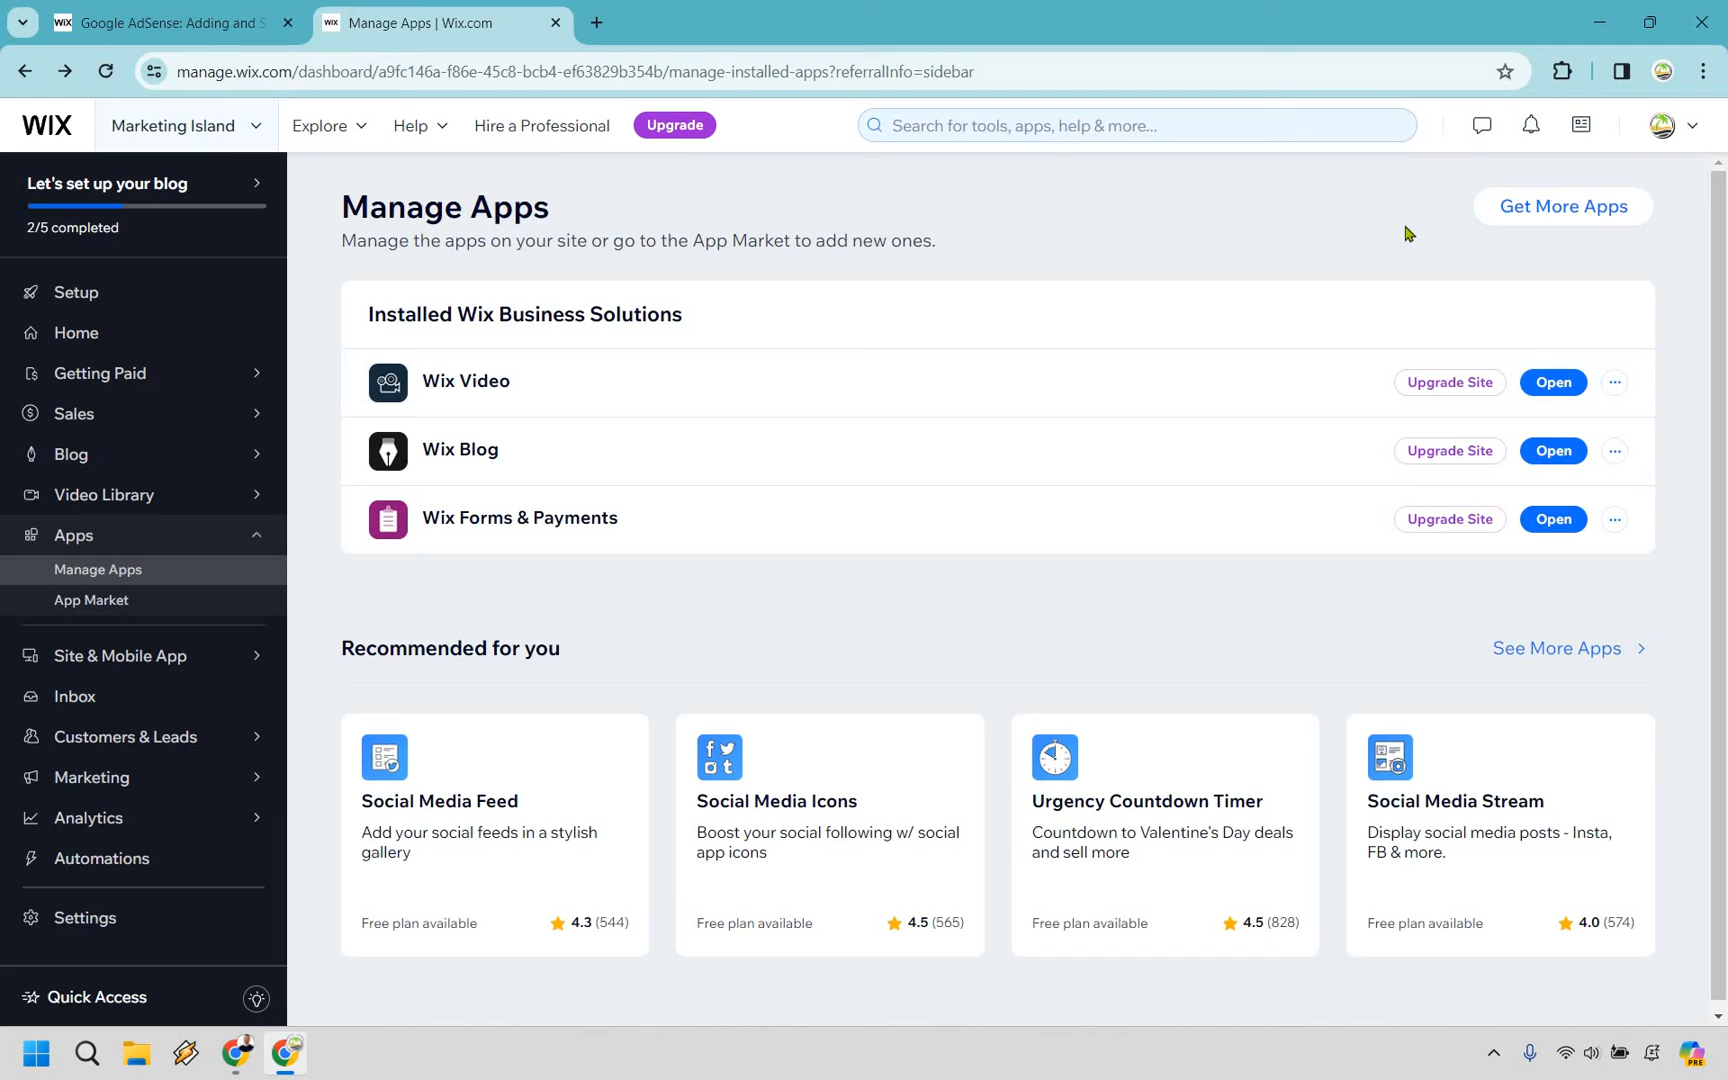 WiX Google AdSense: Adding and S
WiX Manage Apps | Wix.com
manage.wix.com/dashboard/a9fc146a-f86e-45c8-bcb4-ef63829b354b/manage-installed-apps?referralInfo=sidebar
WIX Marketing Island Explore Help Hire a Professional Upgrade Search for tools, apps, help & more...
Let's set up your blog
2/5 completed
Setup
Home
Getting Paid
Sales
Blog
Video Library
Apps
Manage Apps
App Market
Site & Mobile App
Inbox
Customers & Leads
Marketing
Analytics
Automations
Settings
Quick Access
Manage Apps
Get More Apps
Manage the apps on your site or go to the App Market to add new ones.
Installed Wix Business Solutions
Wix Video Upgrade Site Open
Wix Blog Upgrade Site Open
Wix Forms & Payments Upgrade Site Open
Recommended for you
See More Apps
Social Media Feed
Add your social feeds in a stylish
gallery
Free plan available 4.3 (544)
Social Media Icons
Boost your social following w/ social
app icons
Free plan available 4.5 (565)
Urgency Countdown Timer
Countdown to Valentine's Day deals
and sell more
Free plan available 4.5 (828)
Social Media Stream
Display social media posts - Insta,
FB & more.
Free plan available 4.0 (574)
PRE